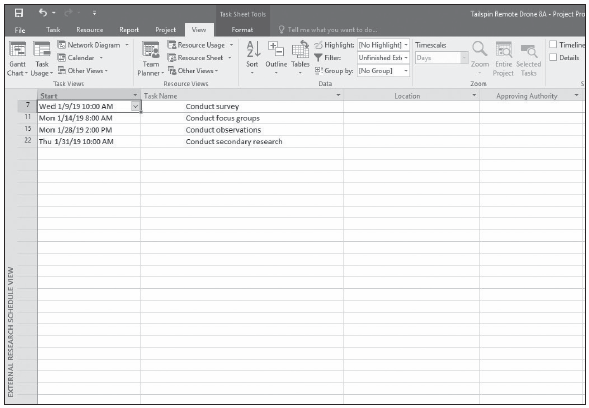 Task Sheet Tools
Tailspin Remote Drone 8A - Project Pro
File Task Resource Report Project View Format Tell me what you want to do...
Network Diagram
Calendar
Other Views
Gantt Chart
Task Usage
Task Views
Team Planner
Resource Usage
Resource Sheet
Other Views
Resource Views
Sort Outline Tables
Highlight: [No Highlight]
Filter: Unfinished Exte
Group by: [No Group]
Data
Timescale:
Days
Zoom Entire Project Selected Tasks
Zoom
Timeline
Details
S
Start Task Name Location Approving Authority
7 Wed 1/9/19 10:00 AM Conduct survey
11 Mon 1/14/19 8:00 AM Conduct focus groups
15 Mon 1/28/19 2:00 PM Conduct observations
22 Thu 1/31/19 10:00 AM Conduct secondary research
EXTERNAL RESEARCH SCHEDULE VIEW